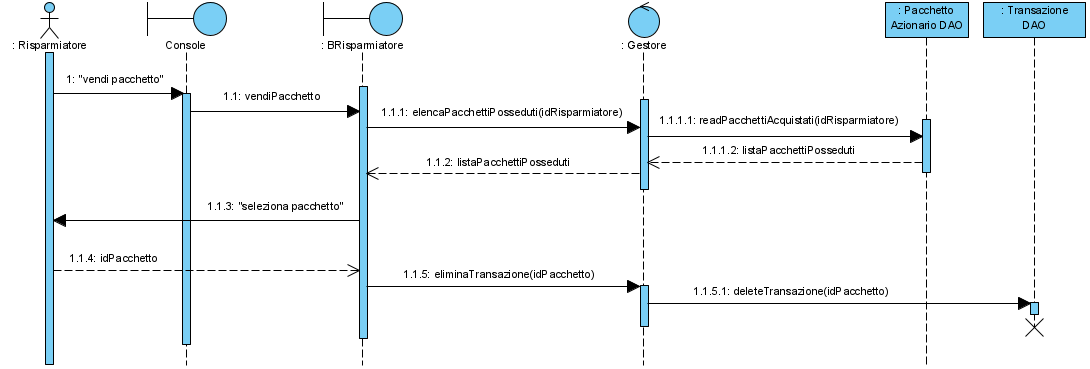 : Risparmiatore
Console
: BRisparmiatore
: Gestore
: Pacchetto
Azionario DAO
: Transazione
DAO
1: "vendi pacchetto"
1.1: vendiPacchetto
1.1.1: elencaPacchettiPosseduti(idRisparmiatore)
1.1.1.1: readPacchettiAcquistati(idRisparmiatore)
1.1.1.2: listaPacchettiPosseduti
1.1.2: listaPacchettiPosseduti
1.1.3: "seleziona pacchetto"
1.1.4: idPacchetto
1.1.5: eliminaTransazione(idPacchetto)
1.1.5.1: deleteTransazione(idPacchetto)